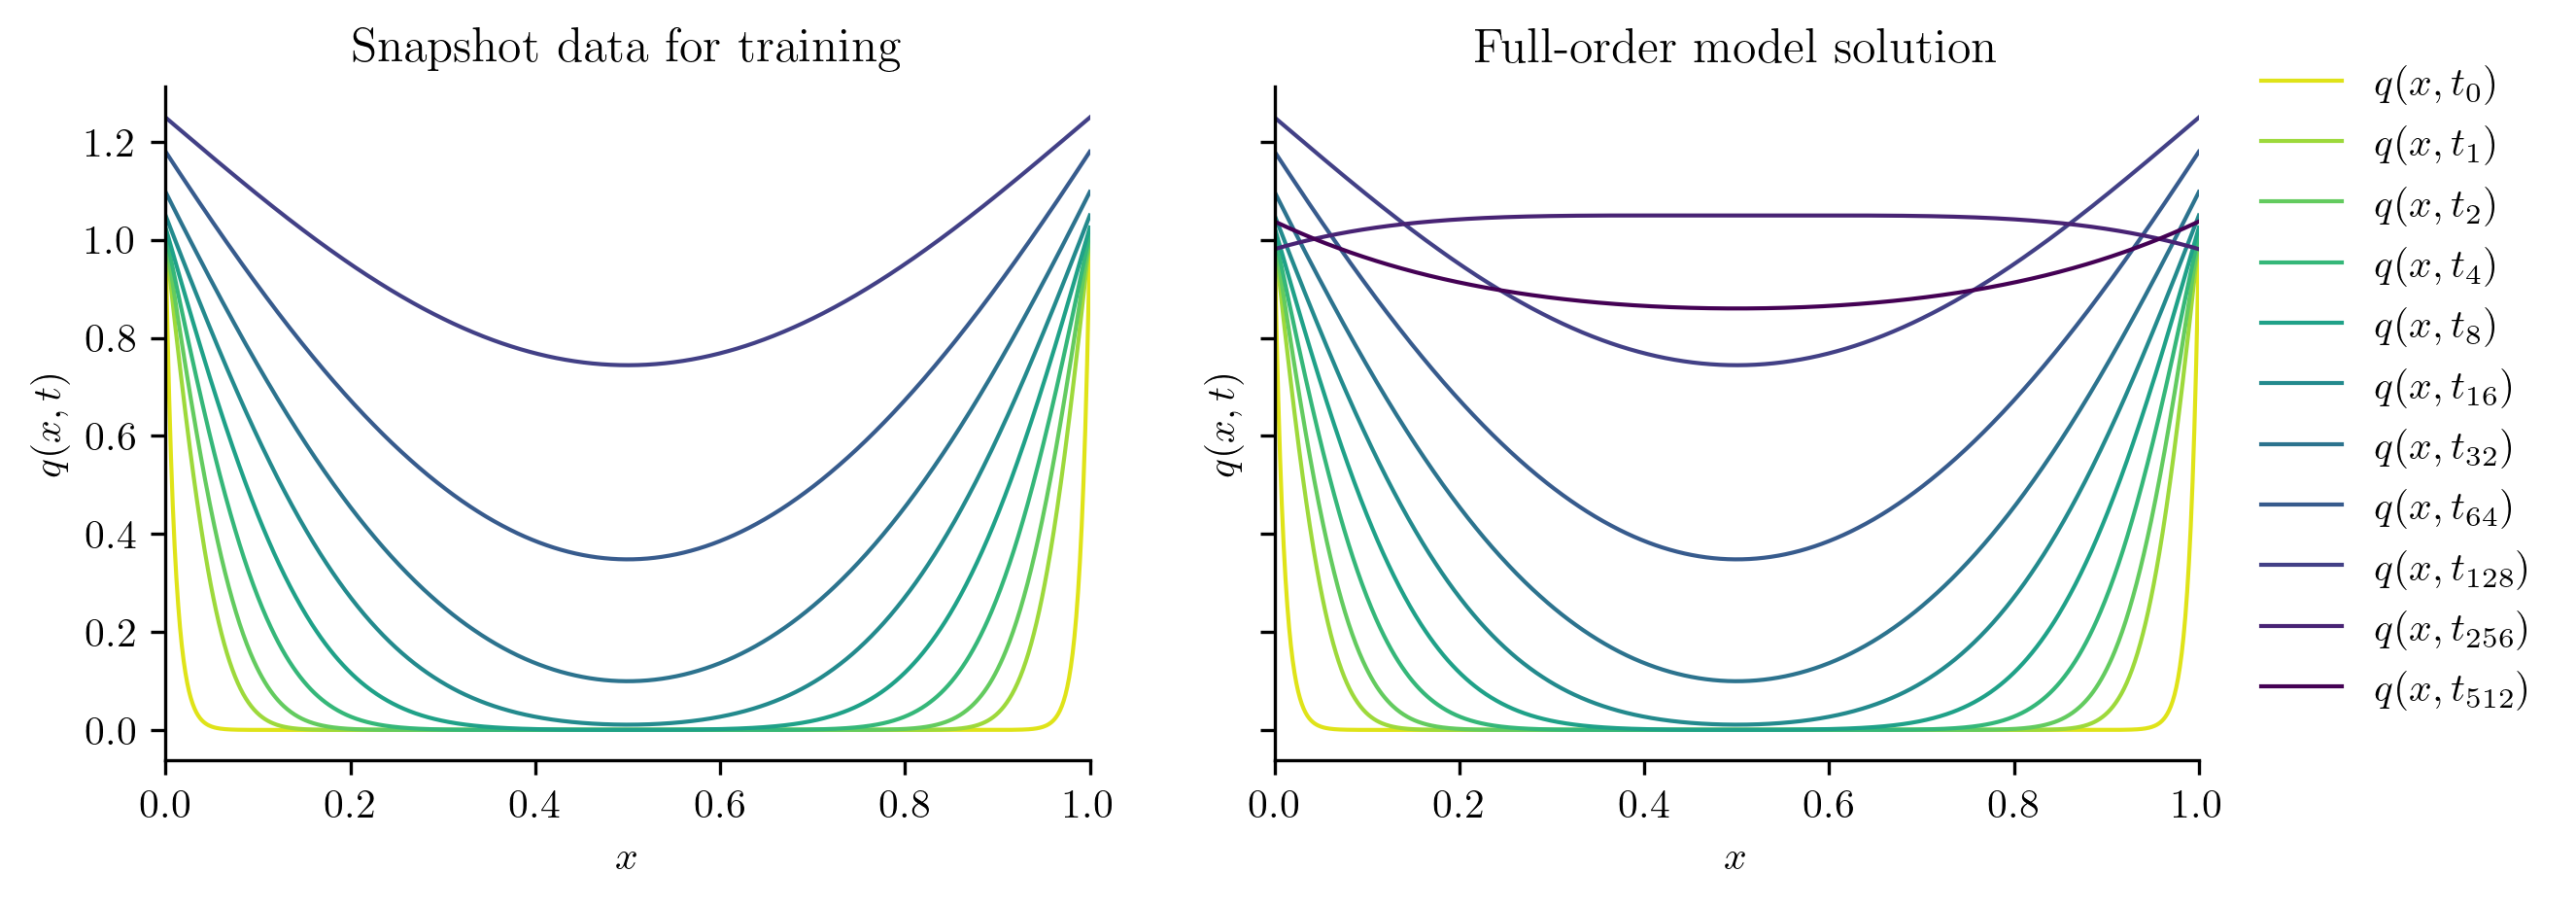 Snapshot data for training
q(x, t)
1.2
1.0
0.8
0.6
0.4
0.2
0.0
0.0 0.2 0.4 0.6 0.8 1.0
x
Full-order model solution
q(x, t)
0.0 0.2 0.4 0.6 0.8 1.0
x
q(x, t₀)
q(x, t₁)
q(x, t₂)
q(x, t₄)
q(x, t₈)
q(x, t₁₆)
q(x, t₃₂)
q(x, t₆₄)
q(x, t₁₂₈)
q(x, t₂₅₆)
q(x, t₅₁₂)